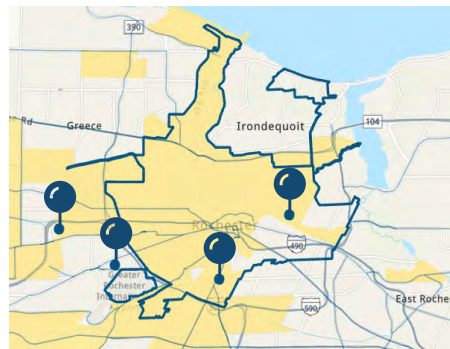 390
Rd
Greece
Irondequoit
104
Rochester
490
Greater
Rochester
Internat
East Roche
590